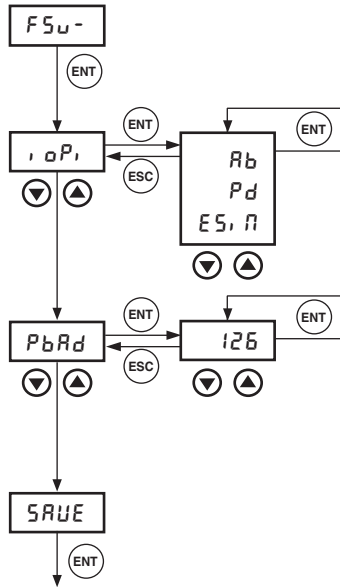 FSu-
ENT
ENT
ENT
ioPi
Ab
ESC
Pd
ESiM
ENT
ENT
PbAd
126
ESC
SAUE
ENT